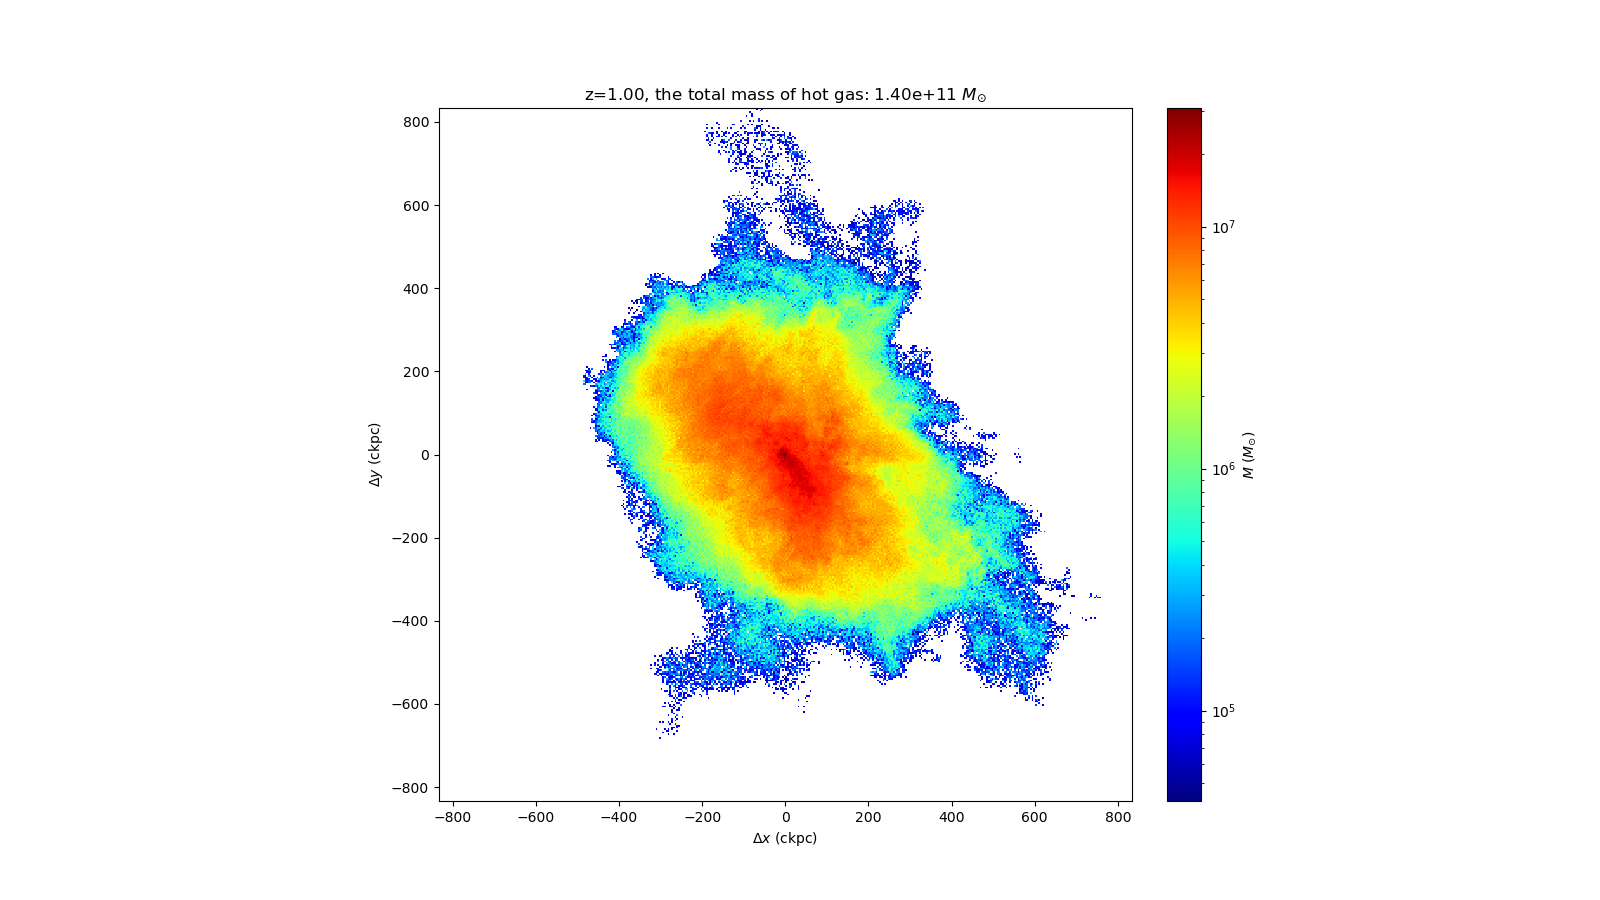 z=1.00, the total mass of hot gas: 1.40e+11 M⊙
800
600
400
200
0
−200
−400
−600
−800
Δy (ckpc)
−800 −600 −400 −200 0 200 400 600 800
Δx (ckpc)
10⁷
10⁶
10⁵
M (M⊙)